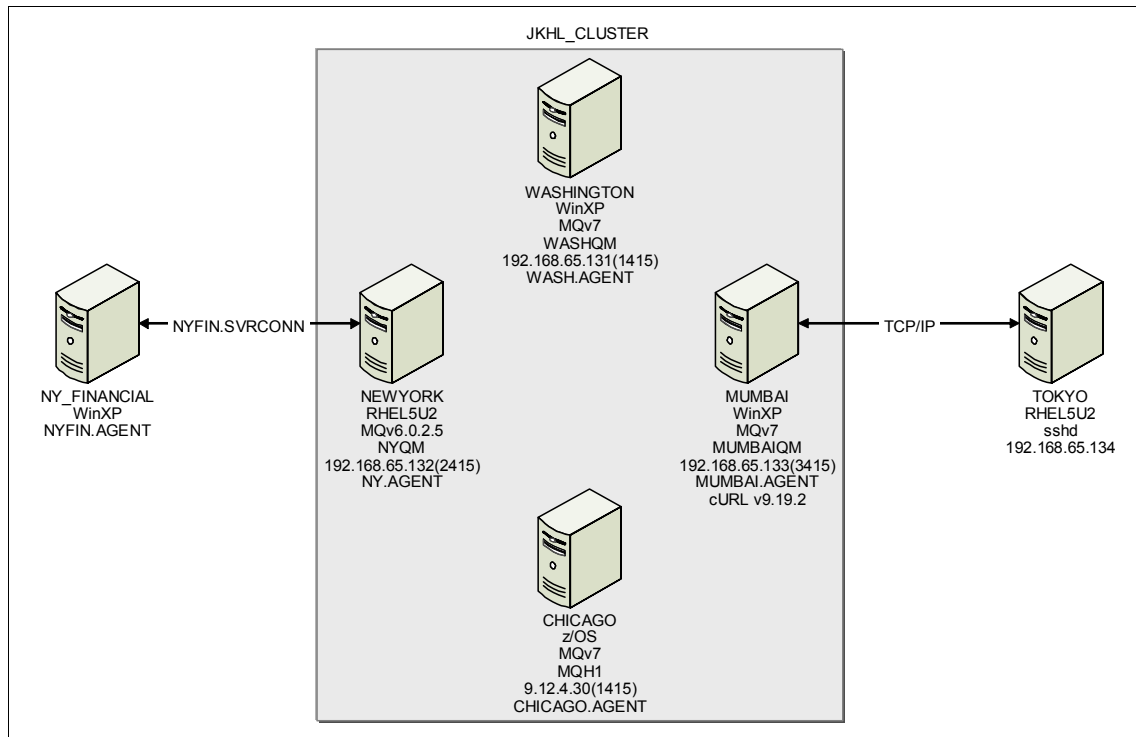 JKHL_CLUSTER
WASHINGTON
WinXP
MQv7
WASHQM
192.168.65.131(1415)
WASH.AGENT
NY_FINANCIAL
WinXP
NYFIN.AGENT
NYFIN.SVRCONN
NEWYORK
RHEL5U2
MQv6.0.2.5
NYQM
192.168.65.132(2415)
NY.AGENT
MUMBAI
WinXP
MQv7
MUMBAIQM
192.168.65.133(3415)
MUMBAI.AGENT
cURL v9.19.2
TCP/IP
TOKYO
RHEL5U2
sshd
192.168.65.134
CHICAGO
z/OS
MQv7
MQH1
9.12.4.30(1415)
CHICAGO.AGENT